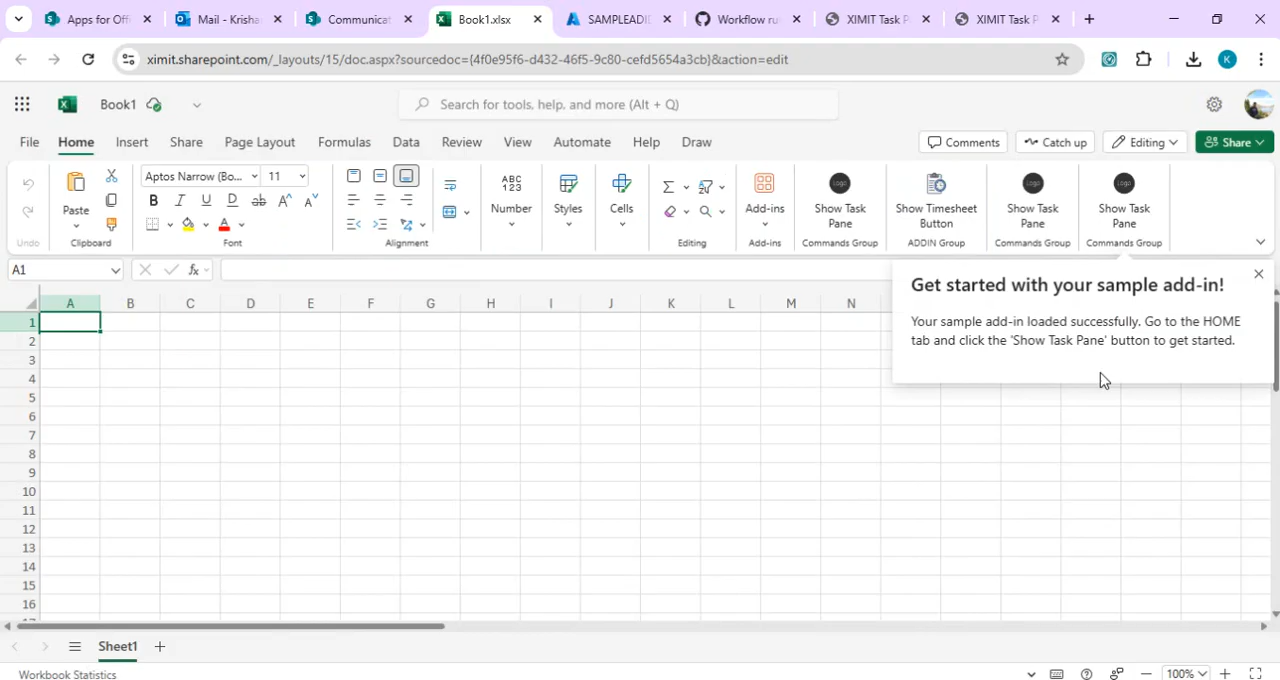 Apps for Offi
Mail - Krisha
Communicat
Book1.xlsx
SAMPLEADD
Workflow ru
XIMIT Task P
XIMIT Task P
ximit.sharepoint.com/_layouts/15/doc.aspx?sourcedoc={4f0e95f6-d432-46f5-9c80-cefd5654a3cb}&action=edit
K
Book1
Search for tools, help, and more (Alt + Q)
File Home Insert Share Page Layout Formulas Data Review View Automate Help Draw
Comments Catch up Editing Share
Aptos Narrow (Bo... 11
Paste
Number
Styles
Cells
Add-ins
Show Task Pane
Show Timesheet Button
Show Task Pane
Show Task Pane
Undo Clipboard Font Alignment Editing Add-ins Commands Group ADDIN Group Commands Group Commands Group
A1
fx
Get started with your sample add-in!
Your sample add-in loaded successfully. Go to the HOME
tab and click the 'Show Task Pane' button to get started.
A B C D E F G H I J K L M N
1
2
3
4
5
6
7
8
9
10
11
12
13
14
15
16
Sheet1
Workbook Statistics
100%